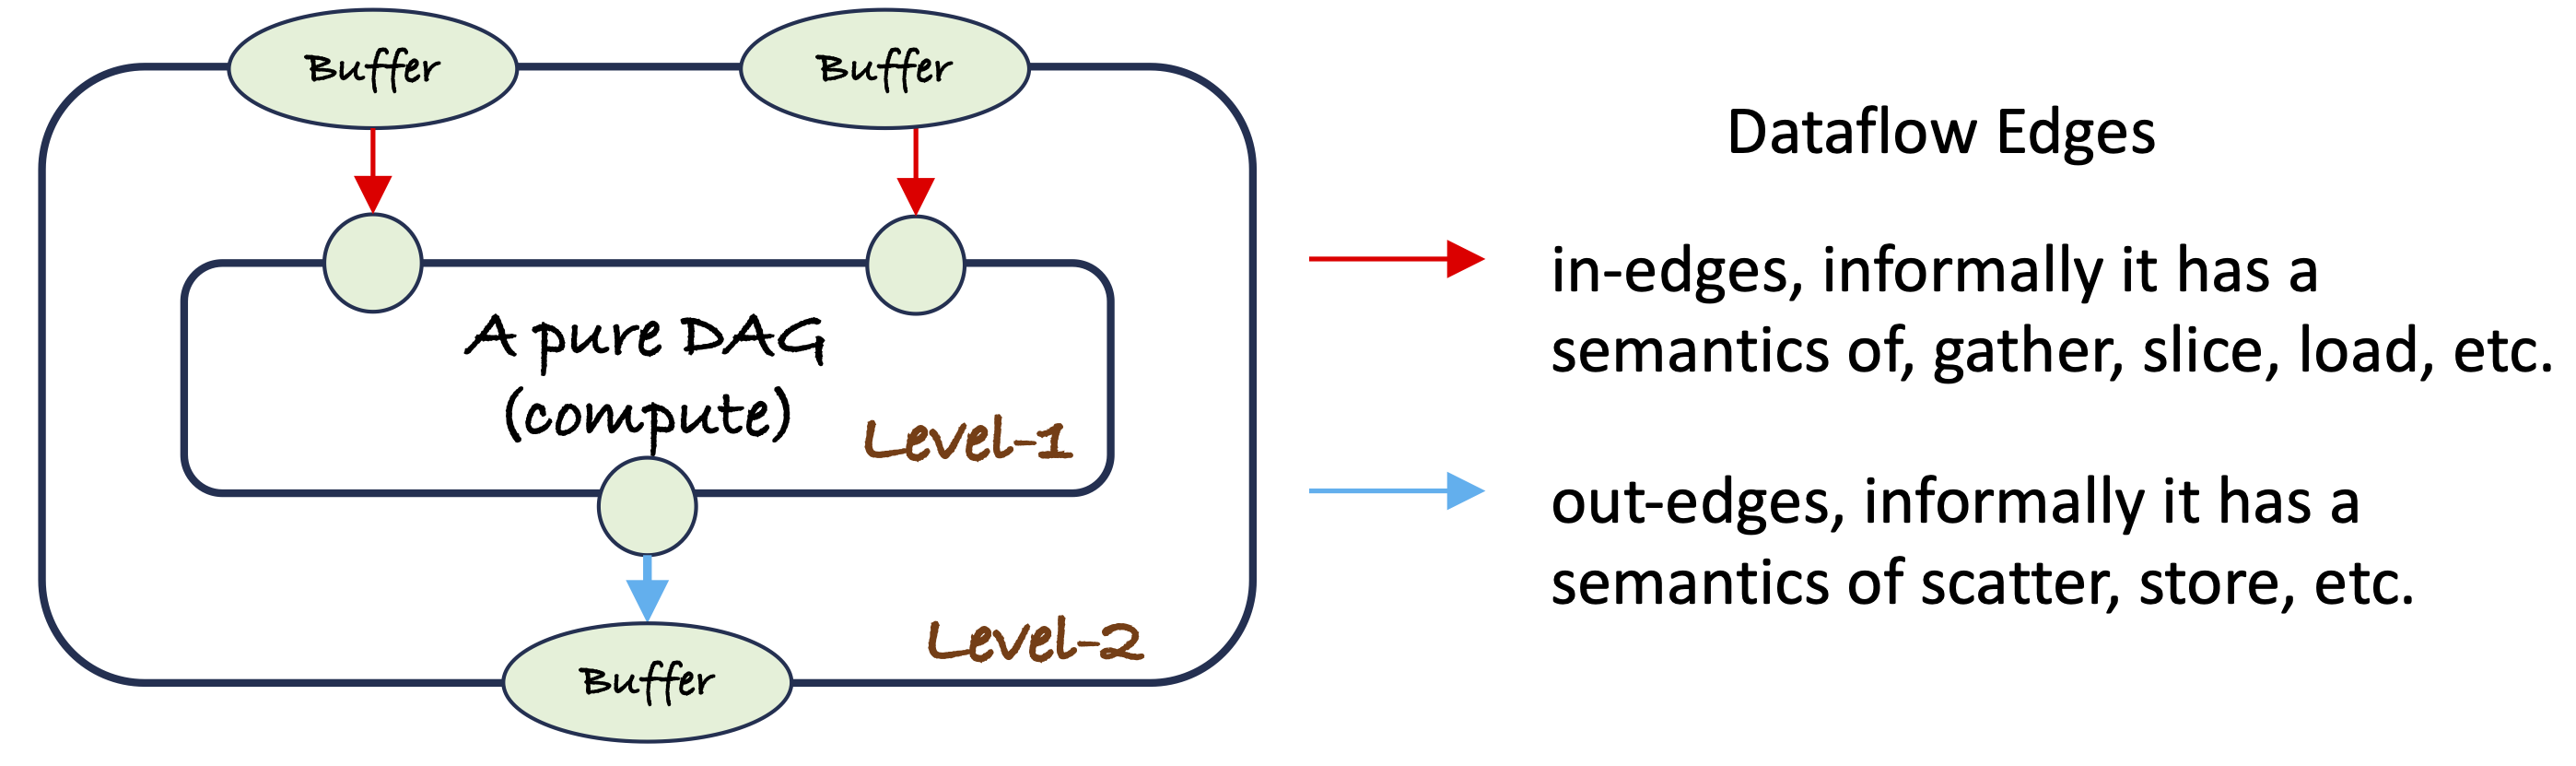 Buffer
Buffer
A pure DAG
(compute)
Level-1
Level-2
Buffer
Dataflow Edges
in-edges, informally it has a
semantics of, gather, slice, load, etc.
out-edges, informally it has a
semantics of scatter, store, etc.